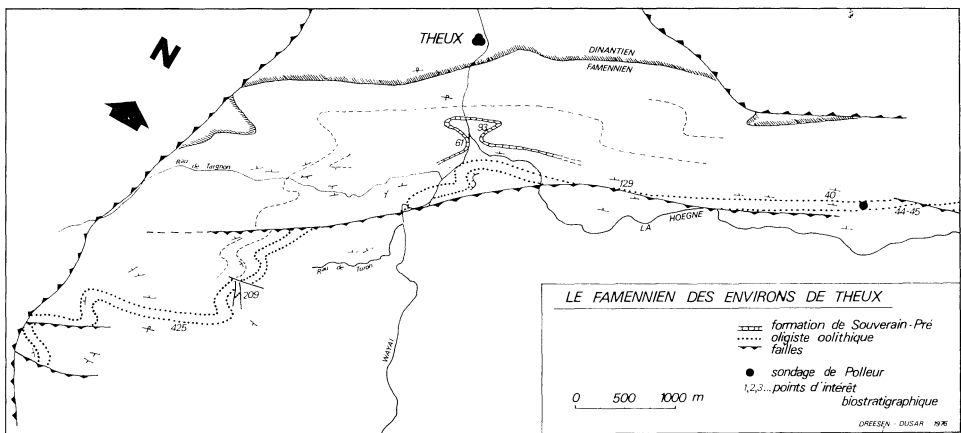 N
THEUX
DINANTIEN
FAMENNIEN
93
61
Rau de Targnon
129
40
44-45
LA HOEGNE
Rau de Turon
209
425
WAYAI
LE FAMENNIEN DES ENVIRONS DE THEUX
formation de Souverain-Pré
oligiste oolithique
failles
sondage de Polleur
1,2,3... points d'intérêt
biostratigraphique
0 500 1000 m
DREESEN - DUSAR 1976